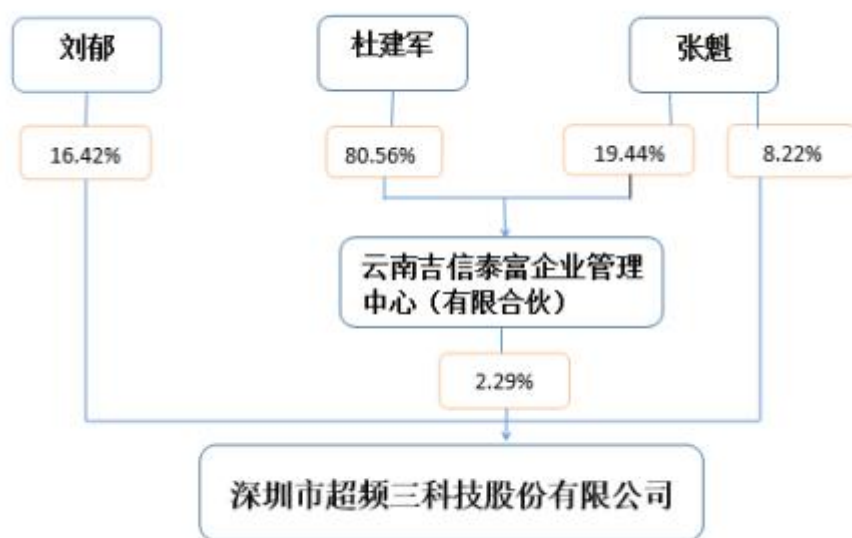 刘郁
杜建军
张魁
16.42%
80.56%
19.44%
8.22%
云南吉信泰富企业管理
中心（有限合伙）
2.29%
深圳市超频三科技股份有限公司